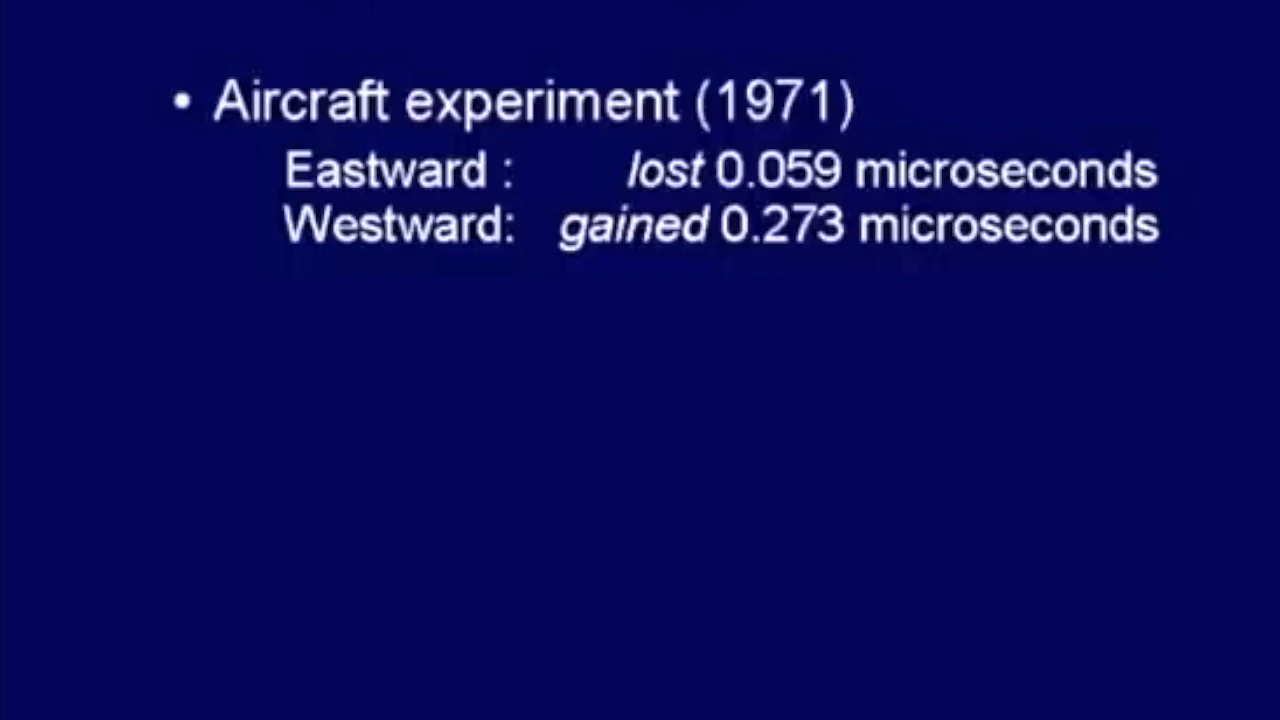 • Aircraft experiment (1971)
Eastward : lost 0.059 microseconds
Westward: gained 0.273 microseconds